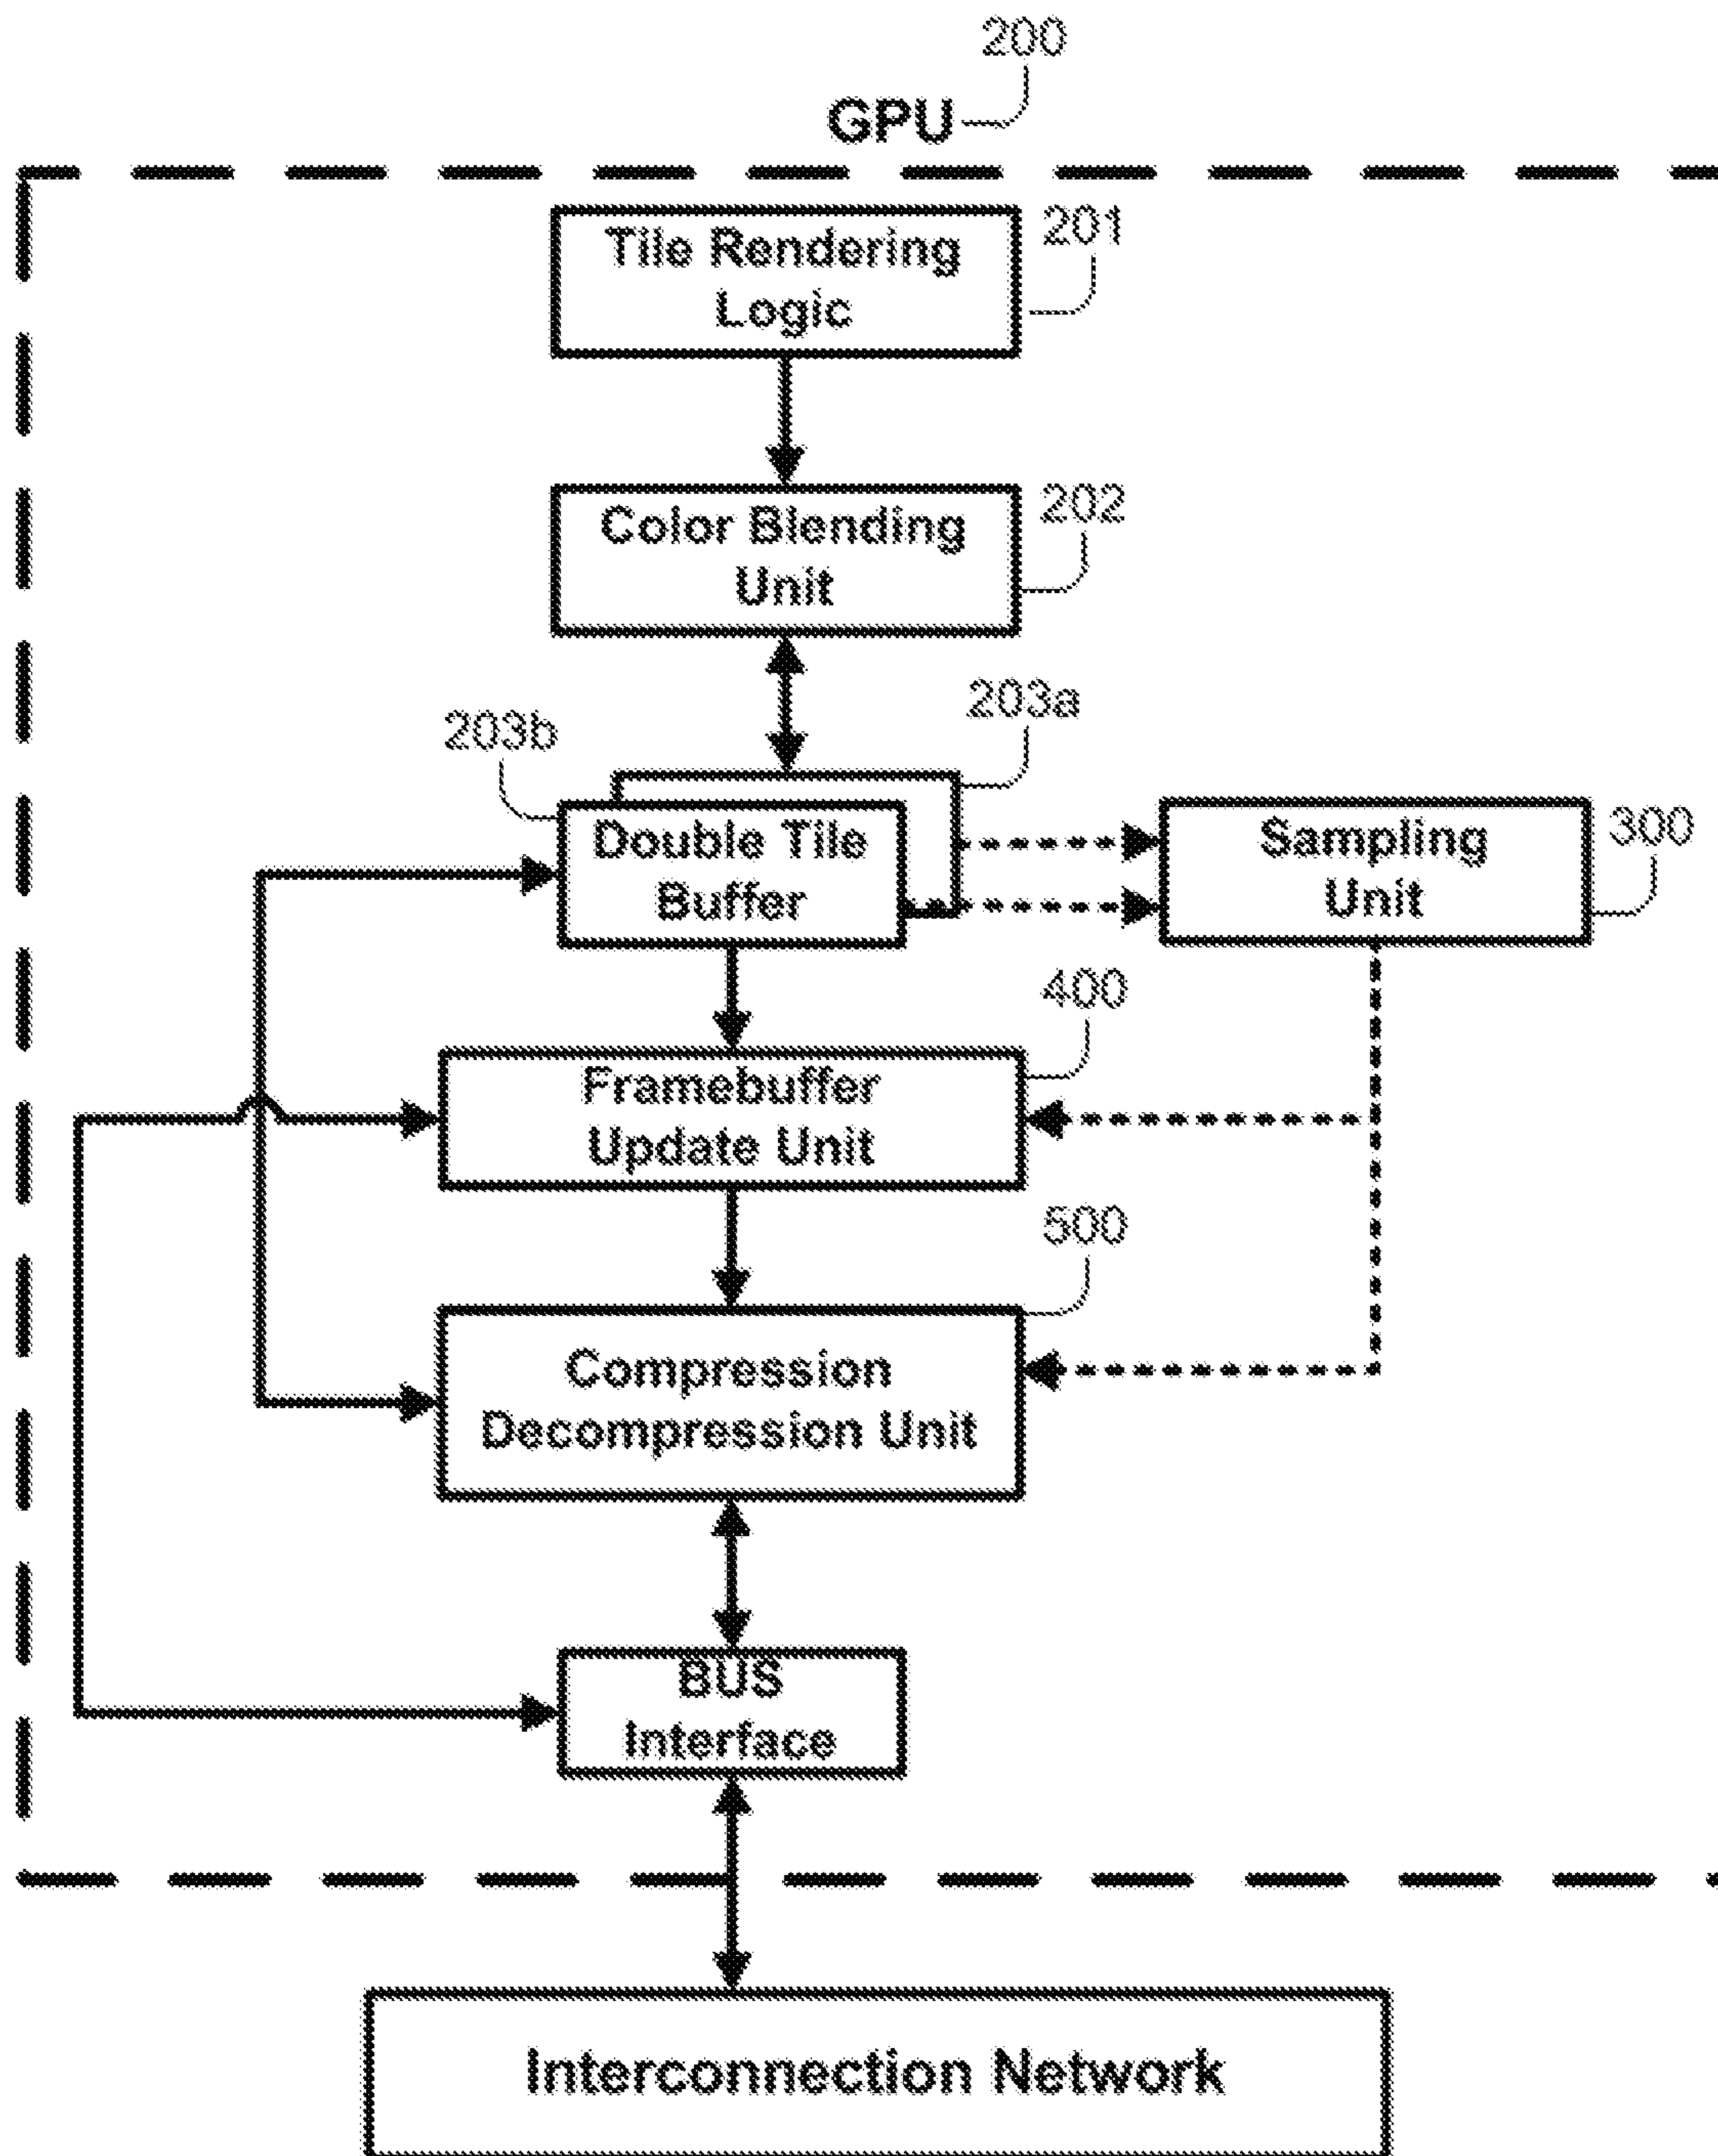 200
GPU
Tile Rendering
Logic
201
Color Blending
Unit
202
203a
203b
Double Tile
Buffer
Sampling
Unit
300
400
Framebuffer
Update Unit
500
Compression
Decompression Unit
BUS
Interface
Interconnection Network